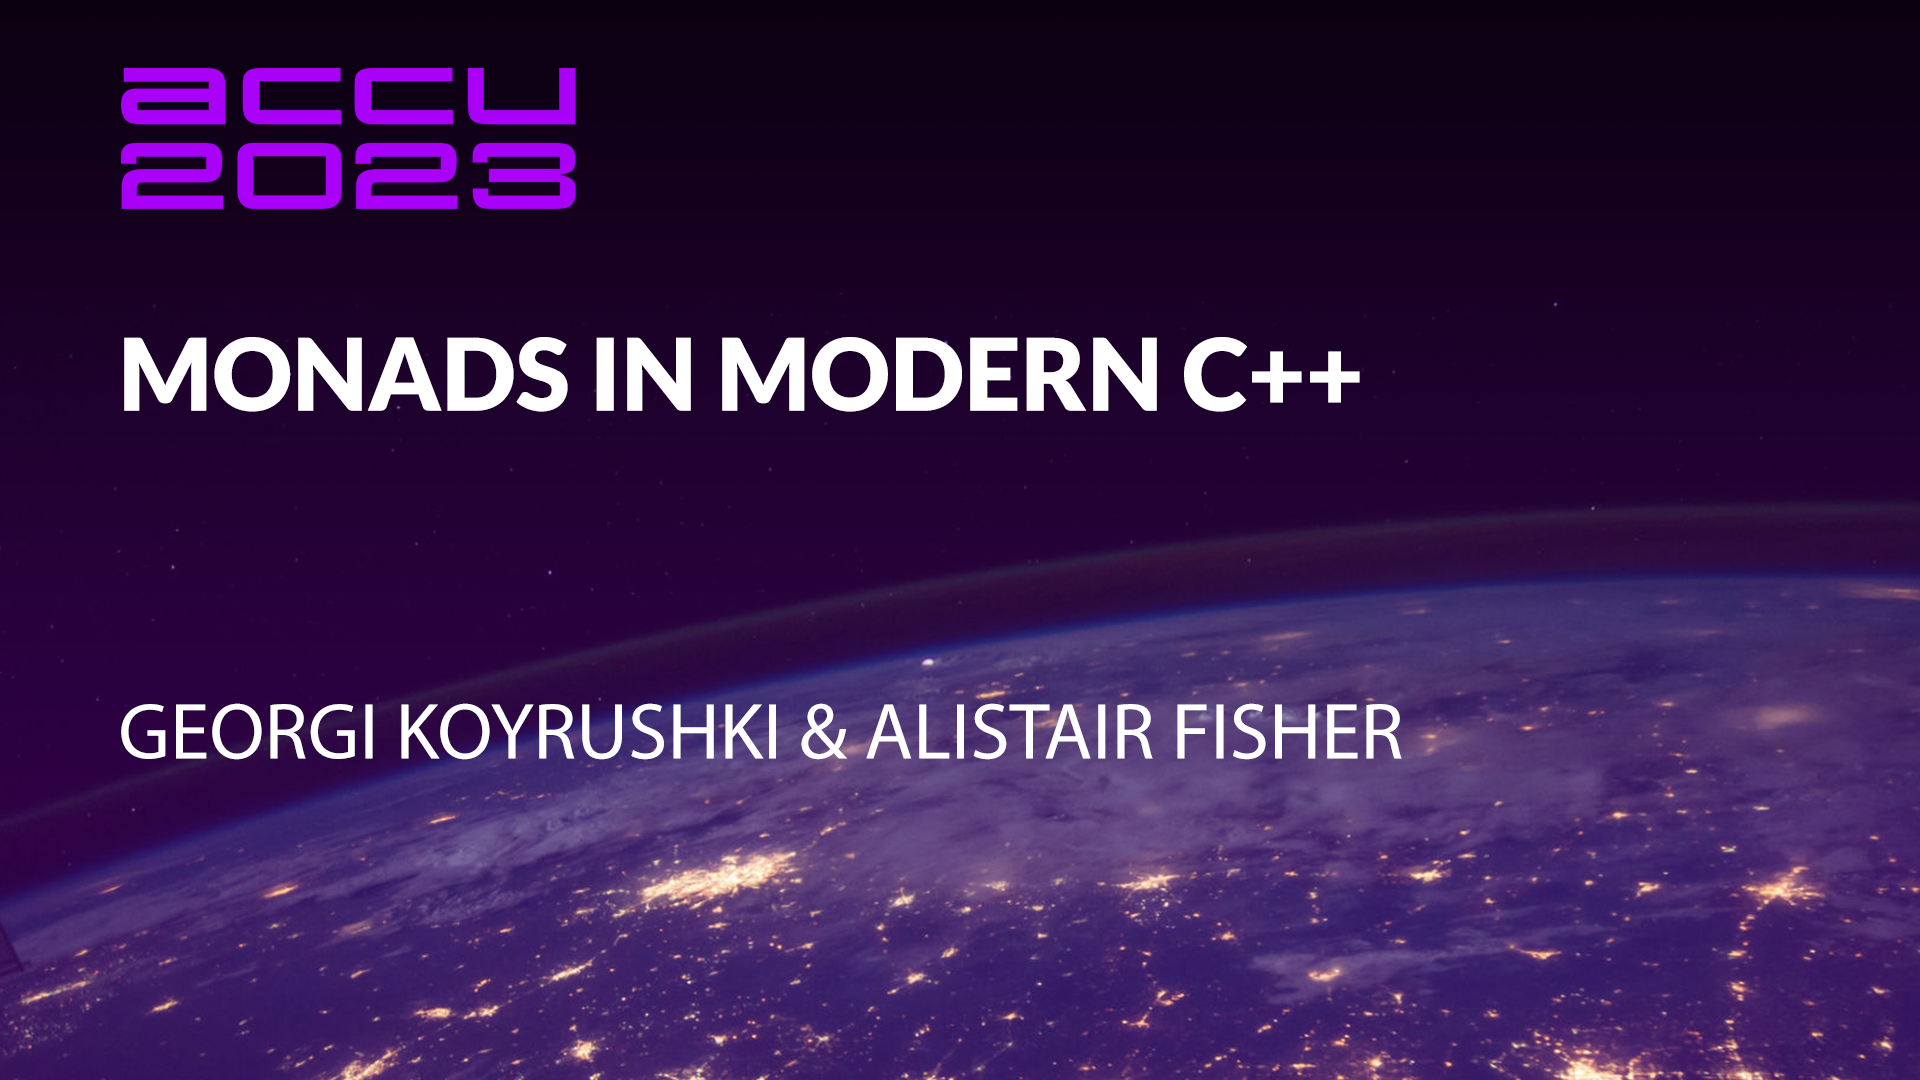 accu
2023
MONADS IN MODERN C++
GEORGI KOYRUSHKI & ALISTAIR FISHER